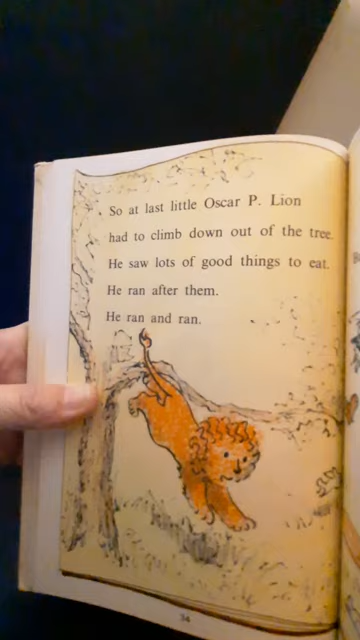 So at last little Oscar P. Lion
had to climb down out of the tree.
He saw lots of good things to eat.
He ran after them.
He ran and ran.
34